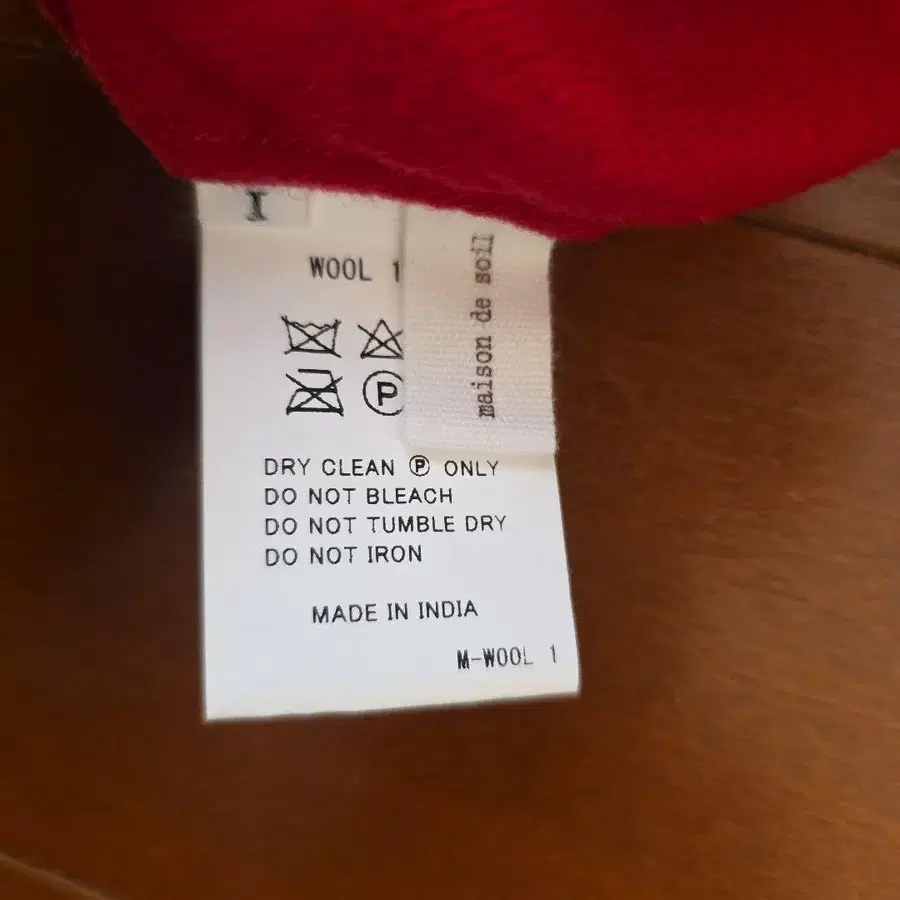 I
WOOL 1
maison de soil
P
DRY CLEAN Ⓟ ONLY
DO NOT BLEACH
DO NOT TUMBLE DRY
DO NOT IRON
MADE IN INDIA
M-WOOL 1